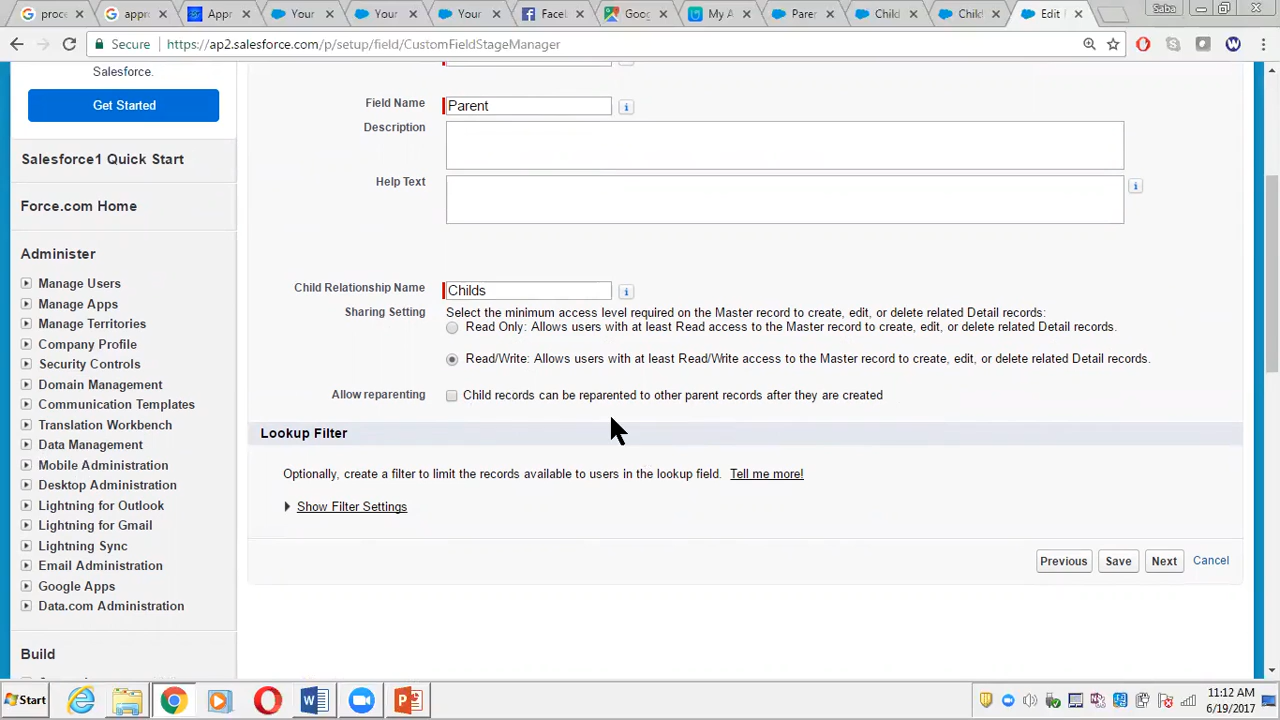 proce
appro
Appr
Your
Your
Your
Face
Goo
My A
Parer
Child
Child
Edit
Saba
Secure
https://ap2.salesforce.com/p/setup/field/CustomFieldStageManager
Salesforce.
Get Started
Salesforce1 Quick Start
Force.com Home
Administer
Manage Users
Manage Apps
Manage Territories
Company Profile
Security Controls
Domain Management
Communication Templates
Translation Workbench
Data Management
Mobile Administration
Desktop Administration
Lightning for Outlook
Lightning for Gmail
Lightning Sync
Email Administration
Google Apps
Data.com Administration
Build
Field Name Parent
Description
Help Text
Child Relationship Name Childs
Sharing Setting Select the minimum access level required on the Master record to create, edit, or delete related Detail records:
Read Only: Allows users with at least Read access to the Master record to create, edit, or delete related Detail records.
Read/Write: Allows users with at least Read/Write access to the Master record to create, edit, or delete related Detail records.
Allow reparenting Child records can be reparented to other parent records after they are created
Lookup Filter
Optionally, create a filter to limit the records available to users in the lookup field. Tell me more!
Show Filter Settings
Previous Save Next Cancel
Start
11:12 AM
6/19/2017